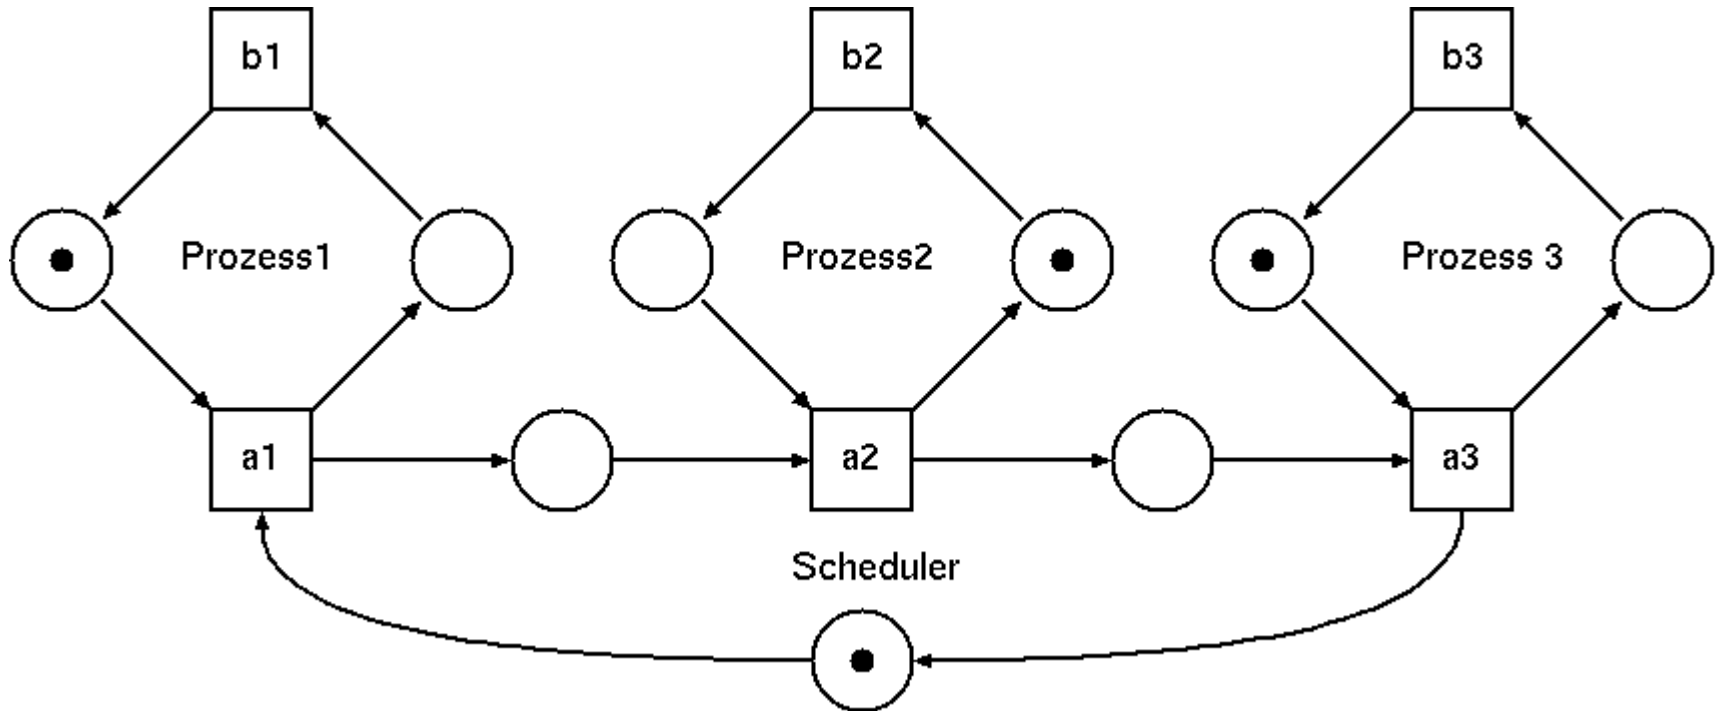 b1
b2
b3
Prozess1
Prozess2
Prozess 3
a1
a2
a3
Scheduler